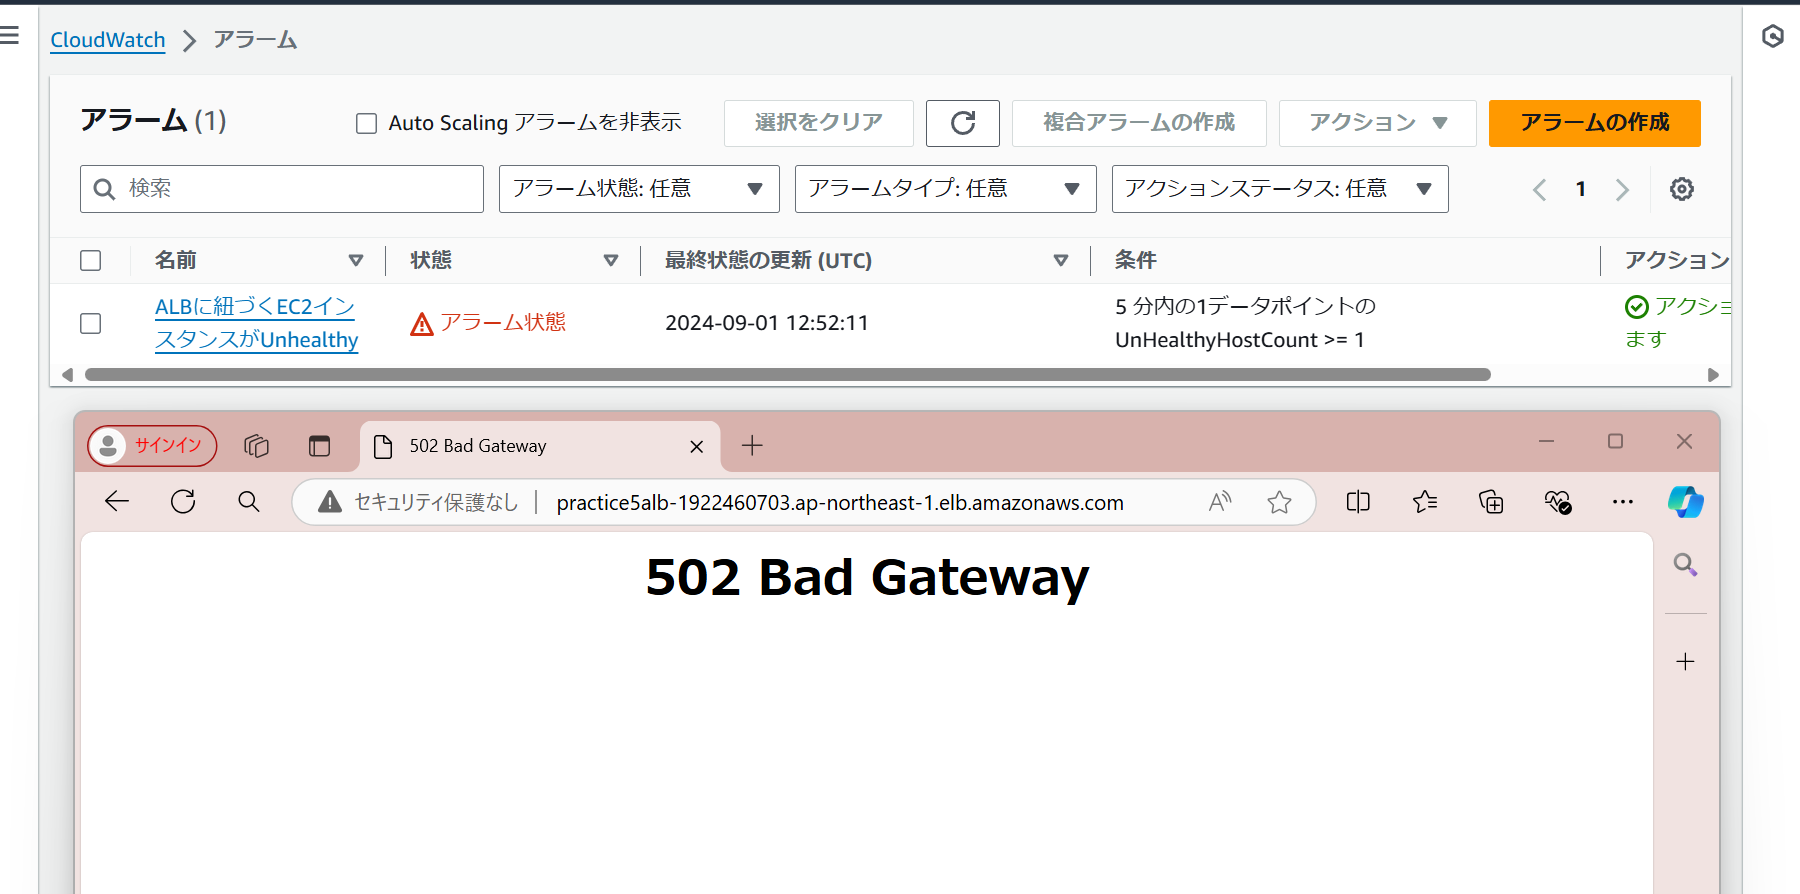 CloudWatch > アラーム
アラーム (1)
Auto Scaling アラームを非表示
選択をクリア
複合アラームの作成
アクション
アラームの作成
検索
アラーム状態: 任意
アラームタイプ: 任意
アクションステータス: 任意
1
名前
状態
最終状態の更新 (UTC)
条件
アクション
ALBに紐づくEC2イン
スタンスがUnhealthy
アラーム状態
2024-09-01 12:52:11
5 分内の1データポイントの
UnHealthyHostCount >= 1
アクショ
ます
サインイン
502 Bad Gateway
セキュリティ保護なし
practice5alb-1922460703.ap-northeast-1.elb.amazonaws.com
502 Bad Gateway